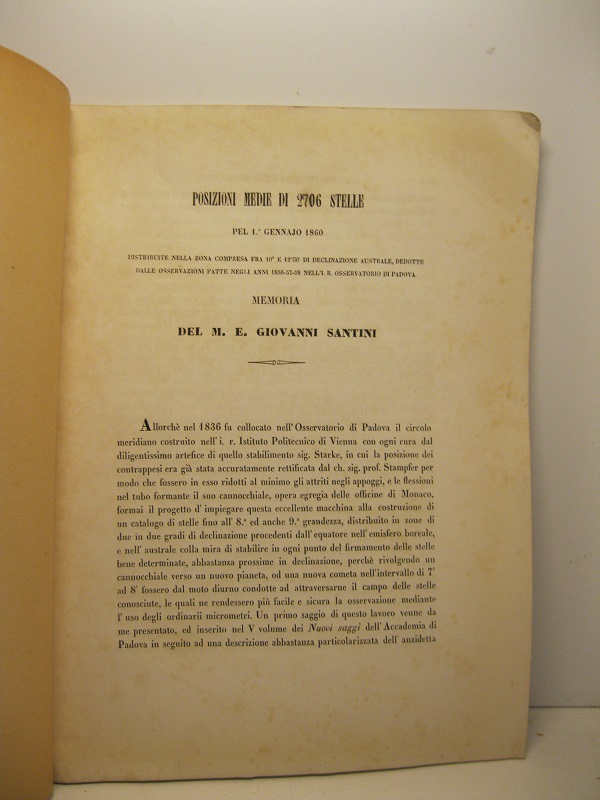 POSIZIONI MEDIE DI 2706 STELLE
PEL 1.° GENNAJO 1860
DISTRIBUITE NELLA ZONA COMPRESA FRA 10° E 12°30' DI DECLINAZIONE AUSTRALE, DEDOTTE
DALLE OSSERVAZIONI FATTE NEGLI ANNI 1856-57-58 NELL'I. R. OSSERVATORIO DI PADOVA.
MEMORIA
DEL M. E. GIOVANNI SANTINI
Allorchè nel 1836 fu collocato nell'Osservatorio di Padova il circolo
meridiano costruito nell'i. r. Istituto Politecnico di Vienna con ogni cura dal
diligentissimo artefice di quello stabilimento sig. Starke, in cui la posizione dei
contrappesi era già stata accuratamente rettificata dal ch. sig. prof. Stampfer per
modo che fossero in esso ridotti al minimo gli attriti negli appoggi, e le flessioni
nel tubo formante il suo cannocchiale, opera egregia delle officine di Monaco,
formai il progetto d'impiegare questa eccellente macchina alla costruzione di
un catalogo di stelle fino all'8.ª ed anche 9.ª grandezza, distribuito in zone di
due in due gradi di declinazione procedenti dall'equatore nell'emisfero boreale,
e nell'australe colla mira di stabilire in ogni punto del firmamento delle stelle
bene determinate, abbastanza prossime in declinazione, perchè rivolgendo un
cannocchiale verso un nuovo pianeta, od una nuova cometa nell'intervallo di 7'
ad 8' fossero dal moto diurno condotte ad attraversarne il campo delle stelle
conosciute, le quali ne rendessero più facile e sicura la osservazione mediante
l'uso degli ordinarii micrometri. Un primo saggio di questo lavoro venne da
me presentato, ed inserito nel V volume dei Nuovi saggi dell'Accademia di
Padova in seguito ad una descrizione abbastanza particolarizzata dell'anzidetta